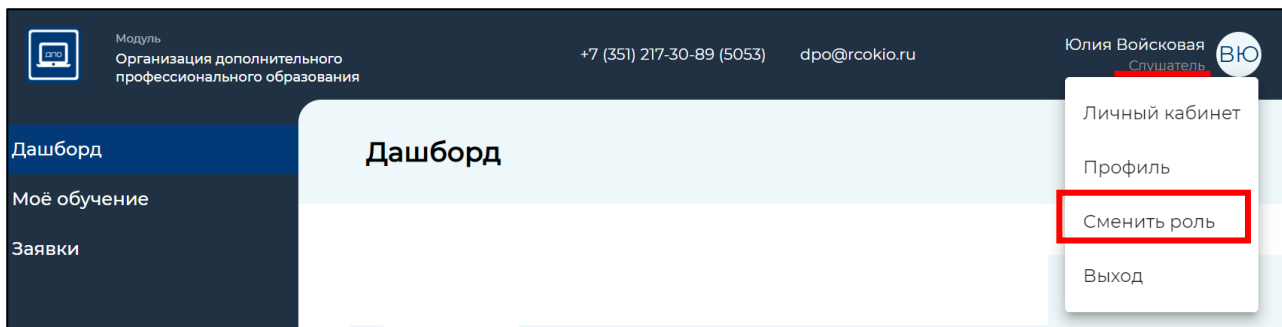 дпо
Модуль
Организация дополнительного
профессионального образования
+7 (351) 217-30-89 (5053)
dpo@rcokio.ru
Юлия Войсковая
Слушатель
ВЮ
Дашборд
Моё обучение
Заявки
Дашборд
Личный кабинет
Профиль
Сменить роль
Выход